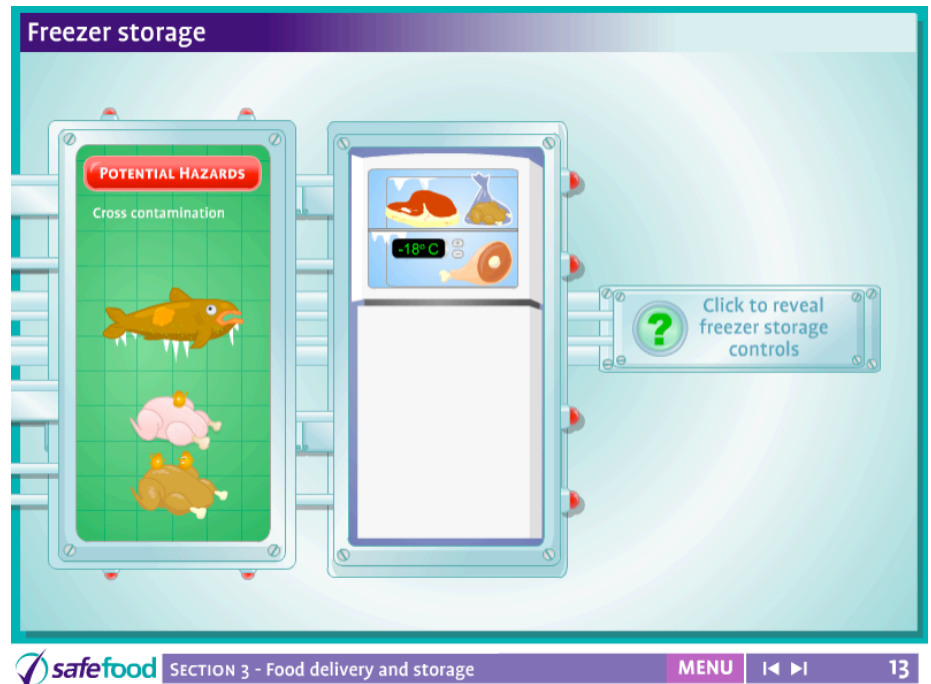 Freezer storage
POTENTIAL HAZARDS
Cross contamination
-18º C
?
Click to reveal
freezer storage
controls
safefood SECTION 3 - Food delivery and storage MENU 13